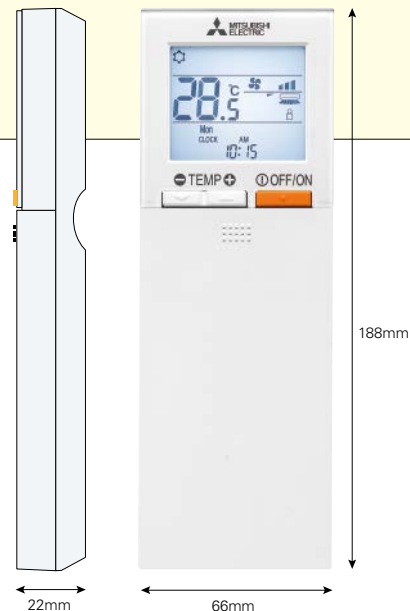 MITSUBISHI
ELECTRIC
28.5 °C
Mon
CLOCK AM
10:15
TEMP OFF/ON
188mm
22mm
66mm